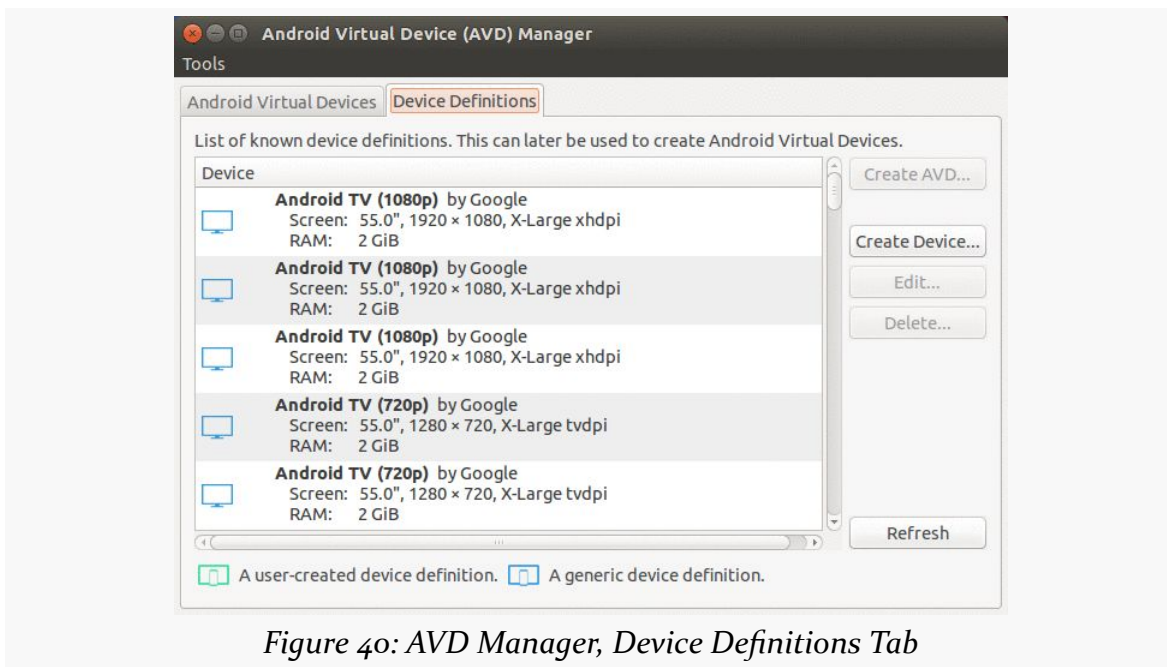 Android Virtual Device (AVD) Manager
Tools
Android Virtual Devices
Device Definitions
List of known device definitions. This can later be used to create Android Virtual Devices.
Device
Create AVD...
Android TV (1080p) by Google
Screen: 55.0", 1920 × 1080, X-Large xhdpi
RAM: 2 GiB
Create Device...
Android TV (1080p) by Google
Screen: 55.0", 1920 × 1080, X-Large xhdpi
RAM: 2 GiB
Edit...
Delete...
Android TV (1080p) by Google
Screen: 55.0", 1920 × 1080, X-Large xhdpi
RAM: 2 GiB
Android TV (720p) by Google
Screen: 55.0", 1280 × 720, X-Large tvdpi
RAM: 2 GiB
Android TV (720p) by Google
Screen: 55.0", 1280 × 720, X-Large tvdpi
RAM: 2 GiB
Refresh
A user-created device definition.
A generic device definition.
Figure 40: AVD Manager, Device Definitions Tab